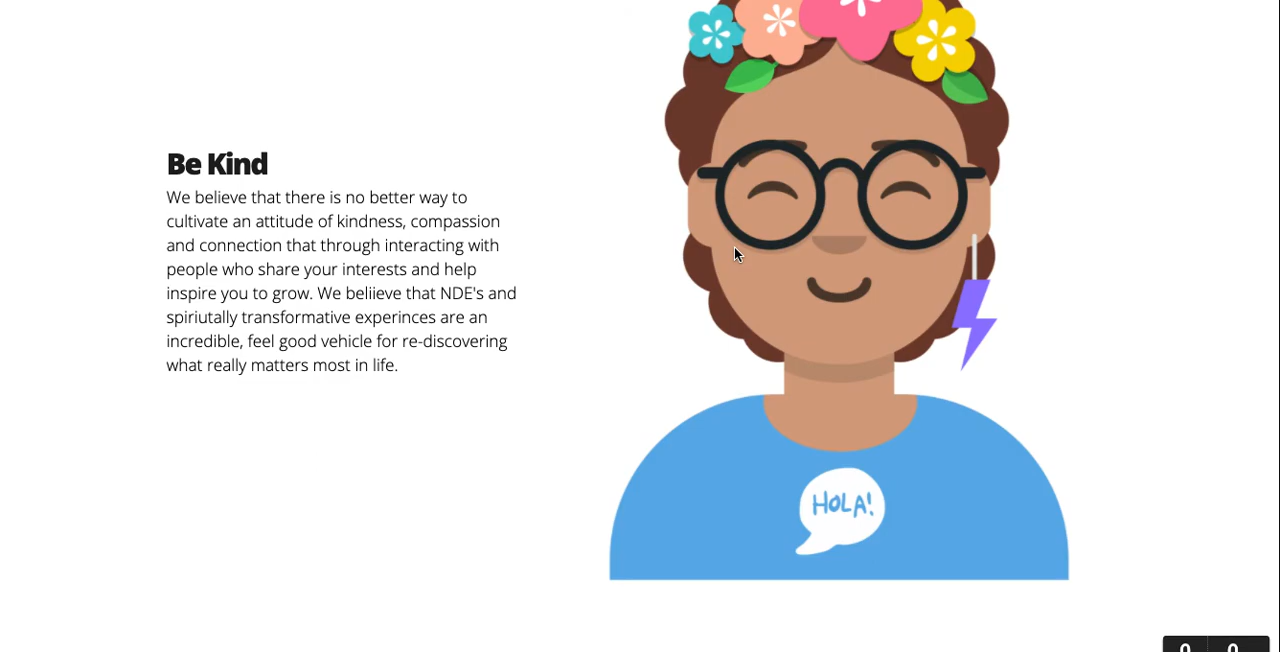 Be Kind
We believe that there is no better way to
cultivate an attitude of kindness, compassion
and connection that through interacting with
people who share your interests and help
inspire you to grow. We beliieve that NDE's and
spiriutally transformative experinces are an
incredible, feel good vehicle for re-discovering
what really matters most in life.
HOLA!